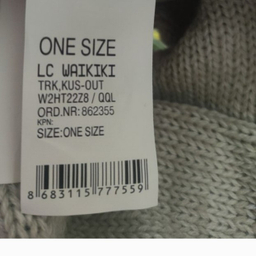 ONE SIZE
LC WAIKIKI
TRK,KUS-OUT
W2HT22Z8 / QQL
ORD.NR:862355
KPN:
SIZE:ONE SIZE
8 683115 777559